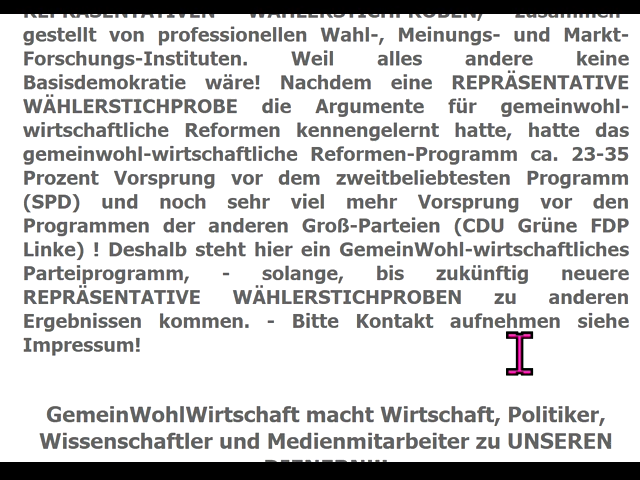 REPRÄSENTATIVEN WÄHLERSTICHPROBEN, zusammen-
gestellt von professionellen Wahl-, Meinungs- und Markt-
Forschungs-Instituten. Weil alles andere keine
Basisdemokratie wäre! Nachdem eine REPRÄSENTATIVE
WÄHLERSTICHPROBE die Argumente für gemeinwohl-
wirtschaftliche Reformen kennengelernt hatte, hatte das
gemeinwohl-wirtschaftliche Reformen-Programm ca. 23-35
Prozent Vorsprung vor dem zweitbeliebtesten Programm
(SPD) und noch sehr viel mehr Vorsprung vor den
Programmen der anderen Groß-Parteien (CDU Grüne FDP
Linke) ! Deshalb steht hier ein GemeinWohl-wirtschaftliches
Parteiprogramm, - solange, bis zukünftig neuere
REPRÄSENTATIVE WÄHLERSTICHPROBEN zu anderen
Ergebnissen kommen. - Bitte Kontakt aufnehmen siehe
Impressum!
GemeinWohlWirtschaft macht Wirtschaft, Politiker,
Wissenschaftler und Medienmitarbeiter zu UNSEREN